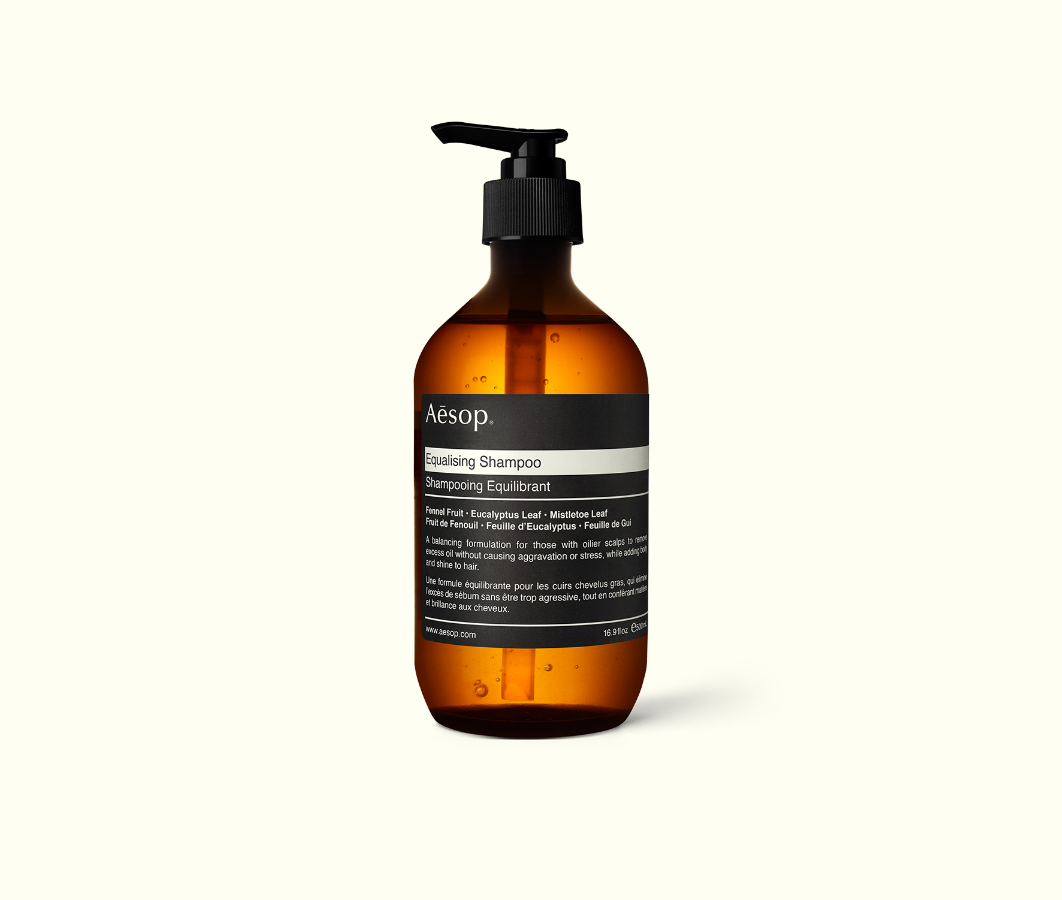 Aēsop®
Equalising Shampoo
Shampooing Equilibrant
Fennel Fruit · Eucalyptus Leaf · Mistletoe Leaf
Fruit de Fenouil · Feuille d'Eucalyptus · Feuille de Gui
A balancing formulation for those with oilier scalps to remove
excess oil without causing aggravation or stress, while adding body
and shine to hair.
Une formule équilibrante pour les cuirs chevelus gras, qui élimine
l'excès de sébum sans être trop agressive, tout en conférant matière
et brillance aux cheveux.
www.aesop.com 16.9 fl oz ℮500mL